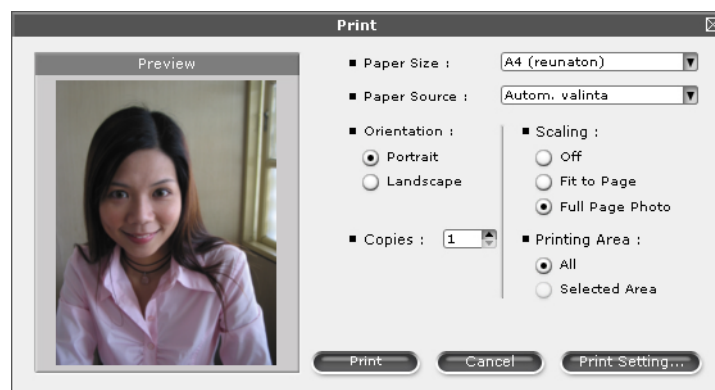 Print
Preview
Paper Size :
A4 (reunaton)
Paper Source :
Autom. valinta
Orientation :
Portrait
Landscape
Scaling :
Off
Fit to Page
Full Page Photo
Copies :
1
Printing Area :
All
Selected Area
Print
Cancel
Print Setting...